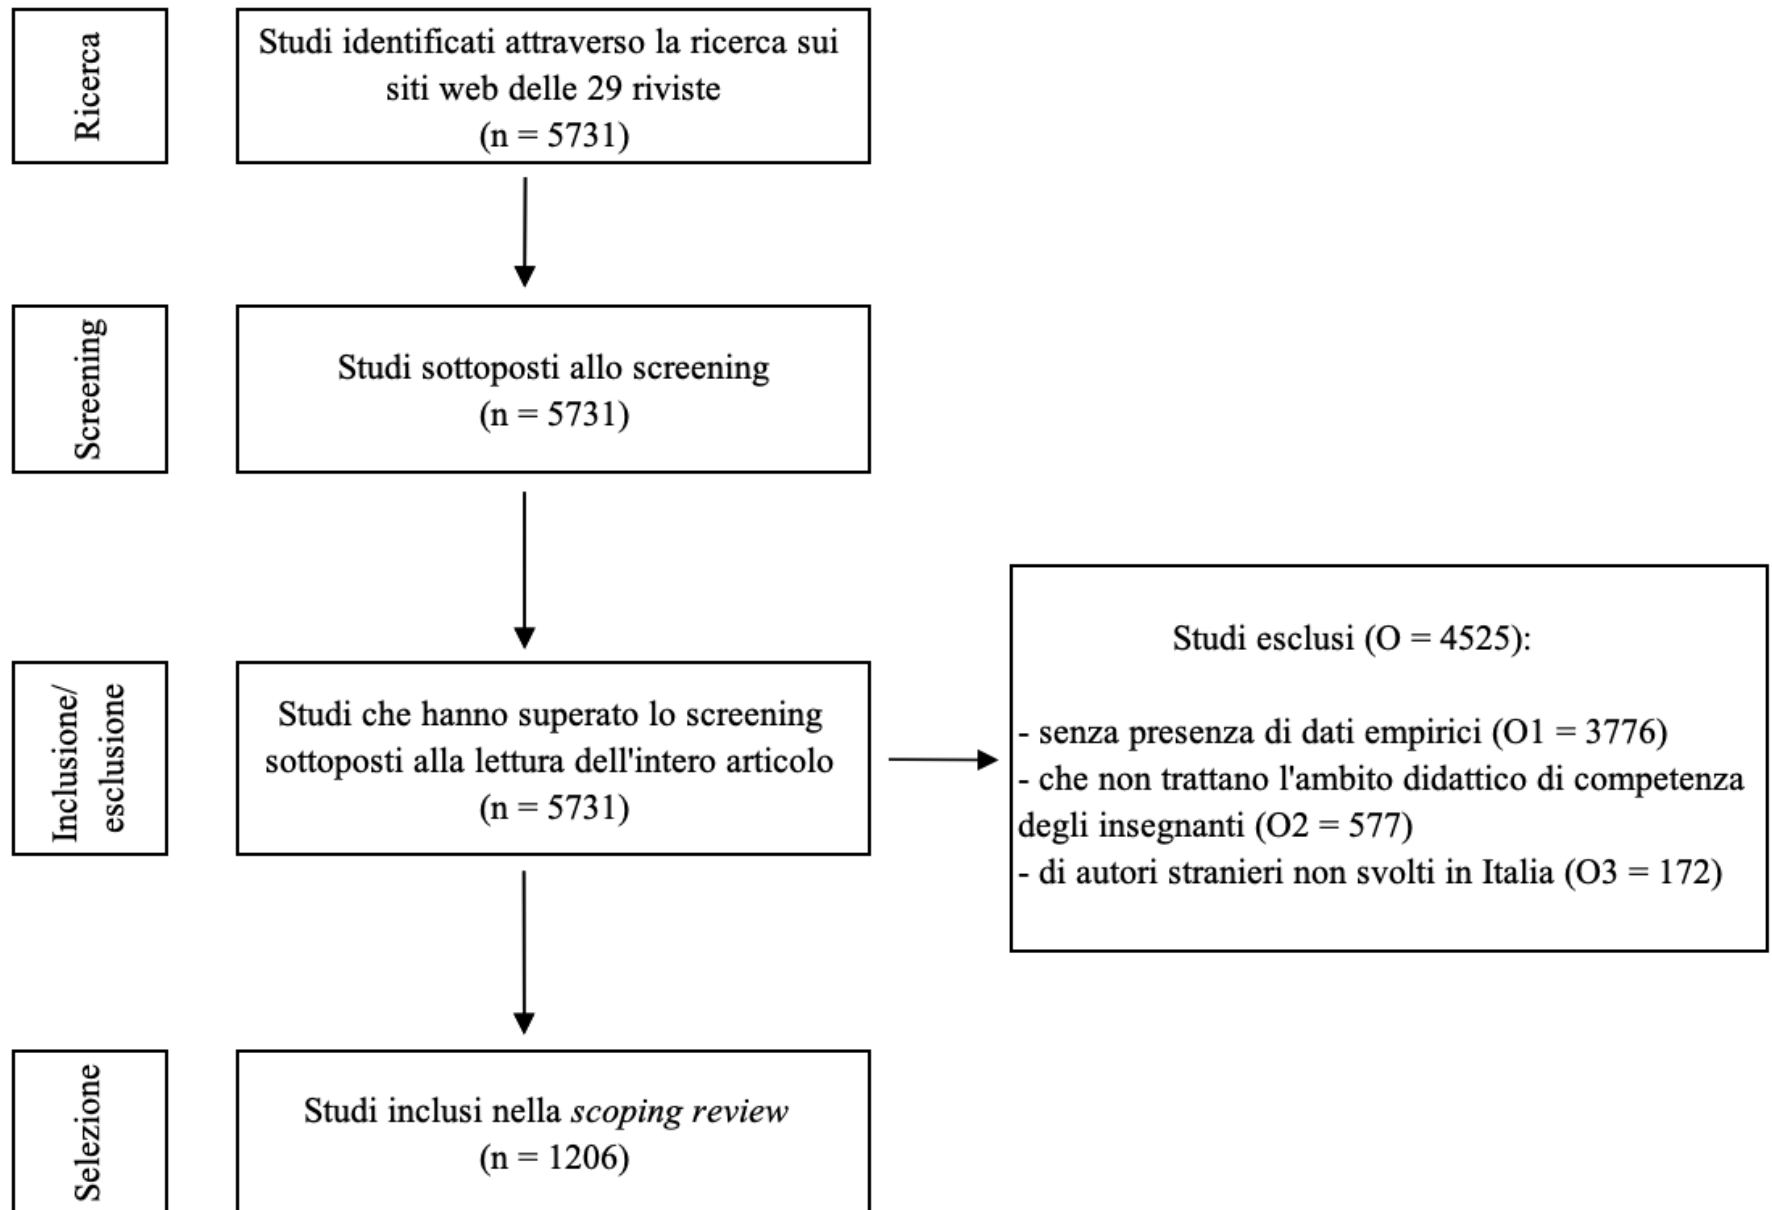 Ricerca
Studi identificati attraverso la ricerca sui
siti web delle 29 riviste
(n = 5731)
Screening
Studi sottoposti allo screening
(n = 5731)
Inclusione/
esclusione
Studi che hanno superato lo screening
sottoposti alla lettura dell'intero articolo
(n = 5731)
Studi esclusi (O = 4525):
- senza presenza di dati empirici (O1 = 3776)
- che non trattano l'ambito didattico di competenza
degli insegnanti (O2 = 577)
- di autori stranieri non svolti in Italia (O3 = 172)
Selezione
Studi inclusi nella scoping review
(n = 1206)